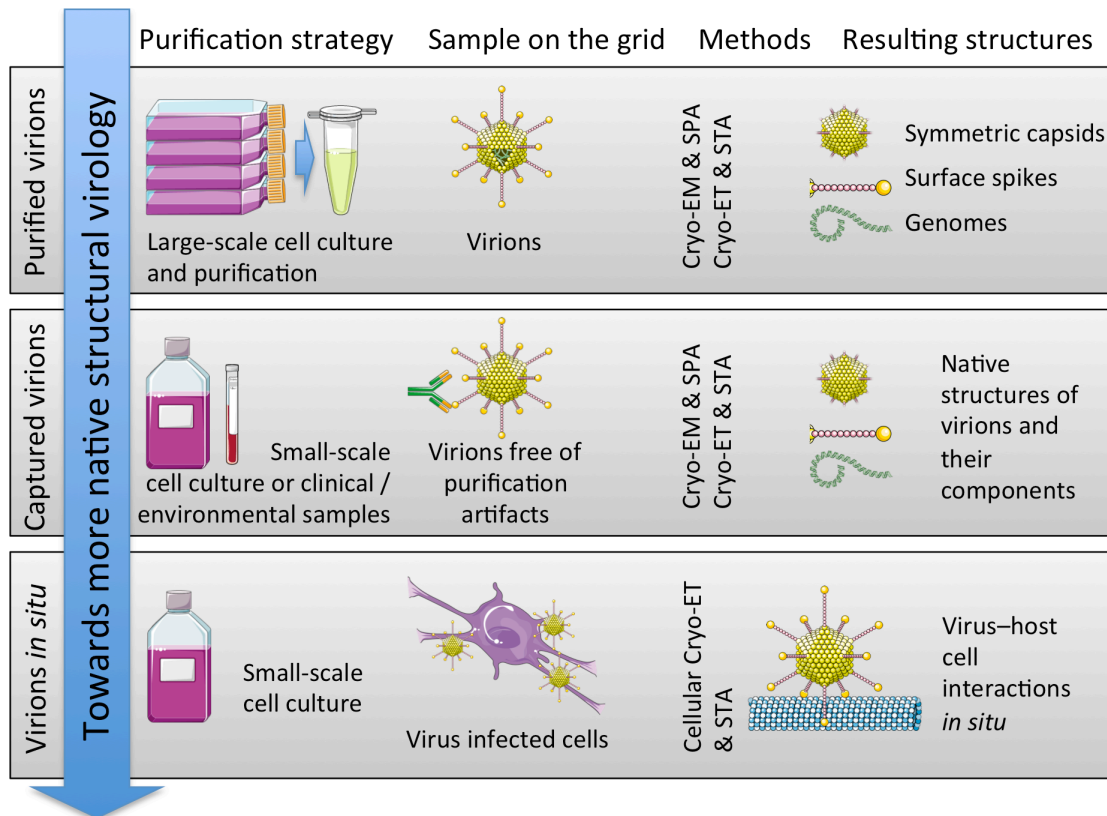 Purification strategy
Sample on the grid
Methods
Resulting structures
Towards more native structural virology
Purified virions
Large-scale cell culture
and purification
Virions
Cryo-EM & SPA
Cryo-ET & STA
Symmetric capsids
Surface spikes
Genomes
Captured virions
Small-scale
cell culture or clinical /
environmental samples
Virions free of
purification
artifacts
Cryo-EM & SPA
Cryo-ET & STA
Native
structures of
virions and
their
components
Virions in situ
Small-scale
cell culture
Virus infected cells
Cellular Cryo-ET
& STA
Virus–host
cell
interactions
in situ